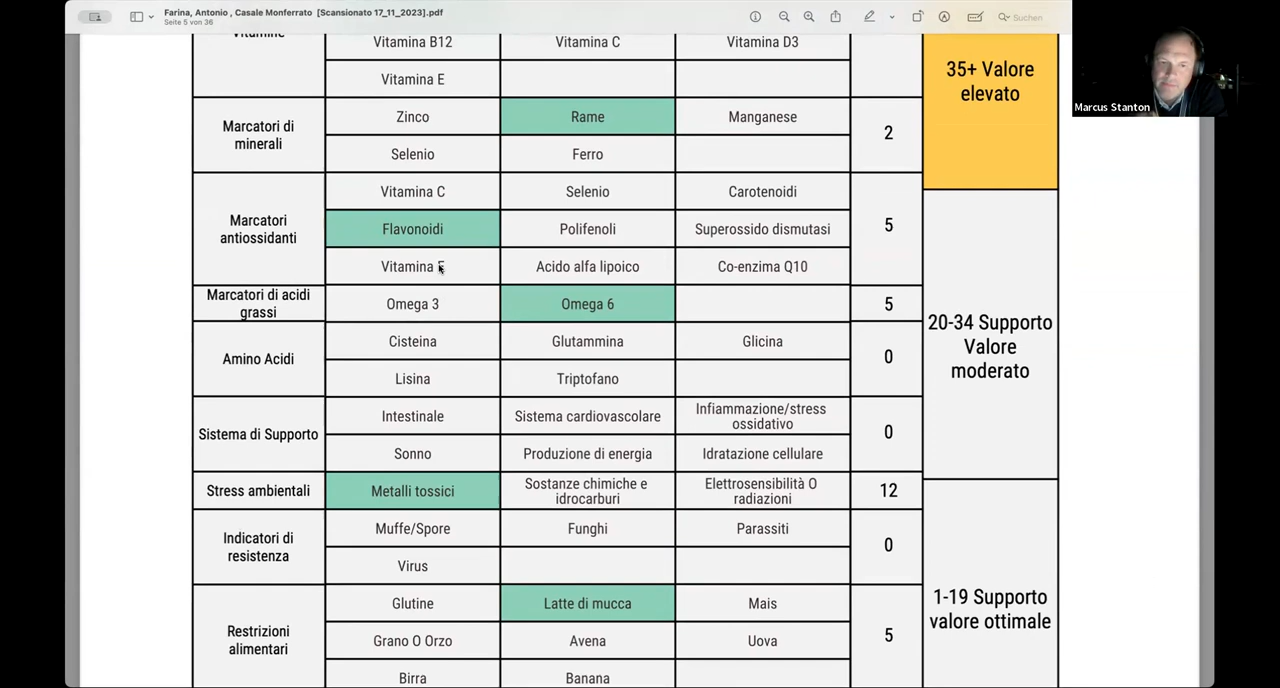 Farina, Antonio , Casale Monferrato [Scansionato 17_11_2023].pdf
Seite 5 von 36
Suchen
Marcus Stanton
Vitamine
Vitamina B12
Vitamina C
Vitamina D3
Vitamina E
35+ Valore
elevato
Marcatori di
minerali
Zinco
Rame
Manganese
2
Selenio
Ferro
Marcatori
antiossidanti
Vitamina C
Selenio
Carotenoidi
5
Flavonoidi
Polifenoli
Superossido dismutasi
Vitamina E
Acido alfa lipoico
Co-enzima Q10
Marcatori di acidi
grassi
Omega 3
Omega 6
5
20-34 Supporto
Valore
moderato
Amino Acidi
Cisteina
Glutammina
Glicina
0
Lisina
Triptofano
Sistema di Supporto
Intestinale
Sistema cardiovascolare
Infiammazione/stress
ossidativo
0
Sonno
Produzione di energia
Idratazione cellulare
Stress ambientali
Metalli tossici
Sostanze chimiche e
idrocarburi
Elettrosensibilità O
radiazioni
12
Indicatori di
resistenza
Muffe/Spore
Funghi
Parassiti
0
Virus
1-19 Supporto
valore ottimale
Restrizioni
alimentari
Glutine
Latte di mucca
Mais
5
Grano O Orzo
Avena
Uova
Birra
Banana